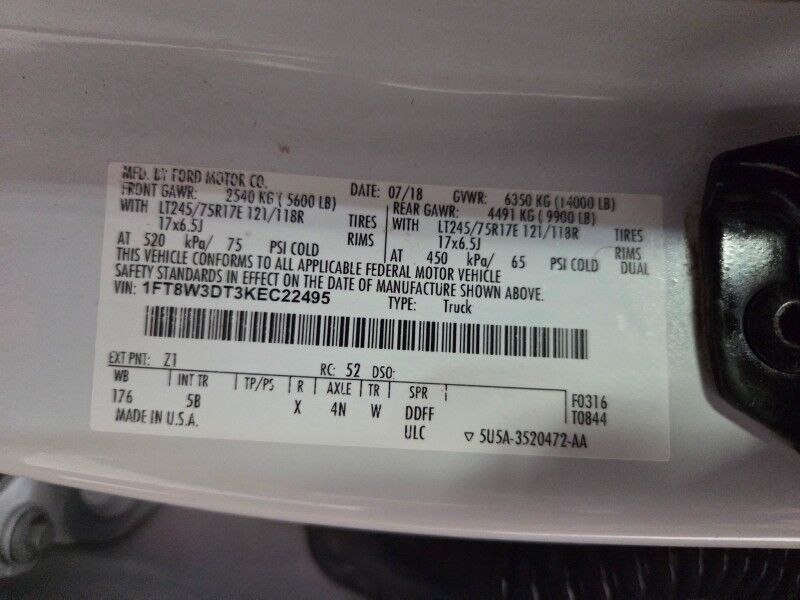 MFD. BY FORD MOTOR CO.
DATE: 07/18 GVWR: 6350 KG (14000 LB)
FRONT GAWR: 2540 KG ( 5600 LB)
WITH LT245/75R17E 121/118R TIRES
17x6.5J RIMS
AT 520 kPa/ 75 PSI COLD
REAR GAWR: 4491 KG ( 9900 LB)
WITH LT245/75R17E 121/118R TIRES
17x6.5J RIMS
AT 450 kPa/ 65 PSI COLD DUAL
THIS VEHICLE CONFORMS TO ALL APPLICABLE FEDERAL MOTOR VEHICLE
SAFETY STANDARDS IN EFFECT ON THE DATE OF MANUFACTURE SHOWN ABOVE.
VIN: 1FT8W3DT3KEC22495 TYPE: Truck
EXT PNT: Z1 RC: 52 DSO:
WB INT TR TP/PS R AXLE TR SPR
176 5B X 4N W DDFF
ULC
F0316
T0844
MADE IN U.S.A.
5U5A-3520472-AA